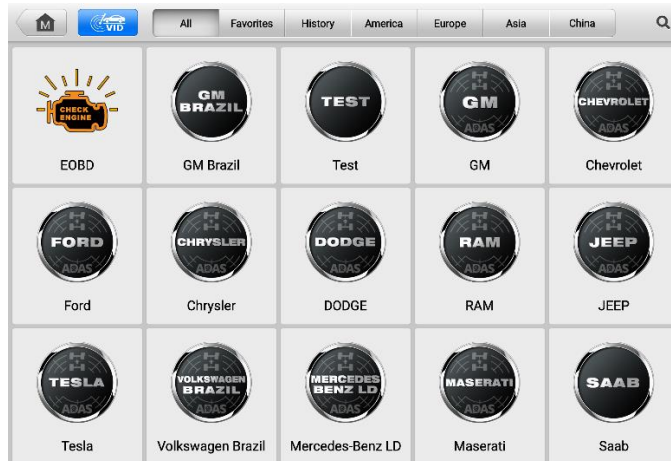 M VID All Favorites History America Europe Asia China
CHECK
ENGINE
EOBD
GM
BRAZIL
GM Brazil
TEST
Test
GM
ADAS
GM
CHEVROLET
ADAS
Chevrolet
FORD
ADAS
Ford
CHRYSLER
ADAS
Chrysler
DODGE
ADAS
DODGE
RAM
ADAS
RAM
JEEP
ADAS
JEEP
TESLA
ADAS
Tesla
VOLKSWAGEN
BRAZIL
ADAS
Volkswagen Brazil
MERCEDES
BENZ LD
ADAS
Mercedes-Benz LD
MASERATI
ADAS
Maserati
SAAB
Saab